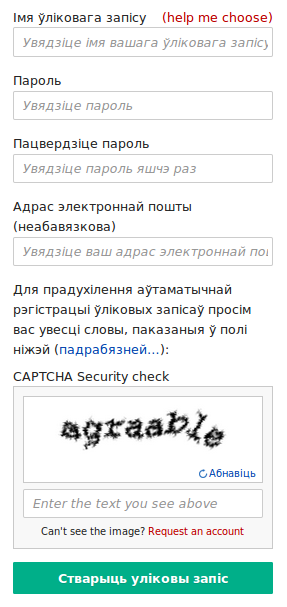 Імя ўліковага запісу (help me choose)
Увядзіце імя вашага ўліковага запісу
Пароль
Увядзіце пароль
Пацвердзіце пароль
Увядзіце пароль яшчэ раз
Адрас электроннай пошты
(неабавязкова)
Увядзіце ваш адрас электроннай пош
Для прадухілення аўтаматычнай
рэгістрацыі ўліковых запісаў просім
вас увесці словы, паказаныя ў полі
ніжэй (падрабязней…):
CAPTCHA Security check
agraable
Абнавіць
Enter the text you see above
Can't see the image? Request an account
Стварыць уліковы запіс